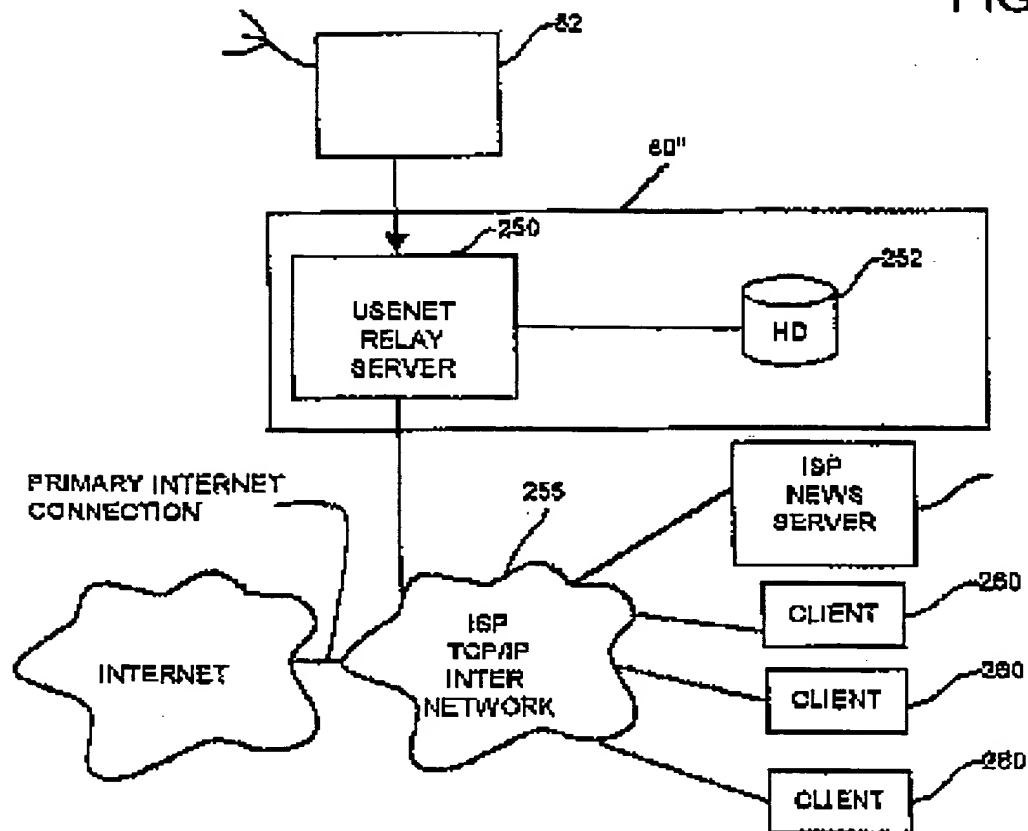 FIG
52
60"
250
USENET
RELAY
SERVER
252
HD
PRIMARY INTERNET
CONNECTION
255
ISP
NEWS
SERVER
INTERNET
ISP
TCP/IP
INTER
NETWORK
CLIENT
260
CLIENT
260
CLIENT
260